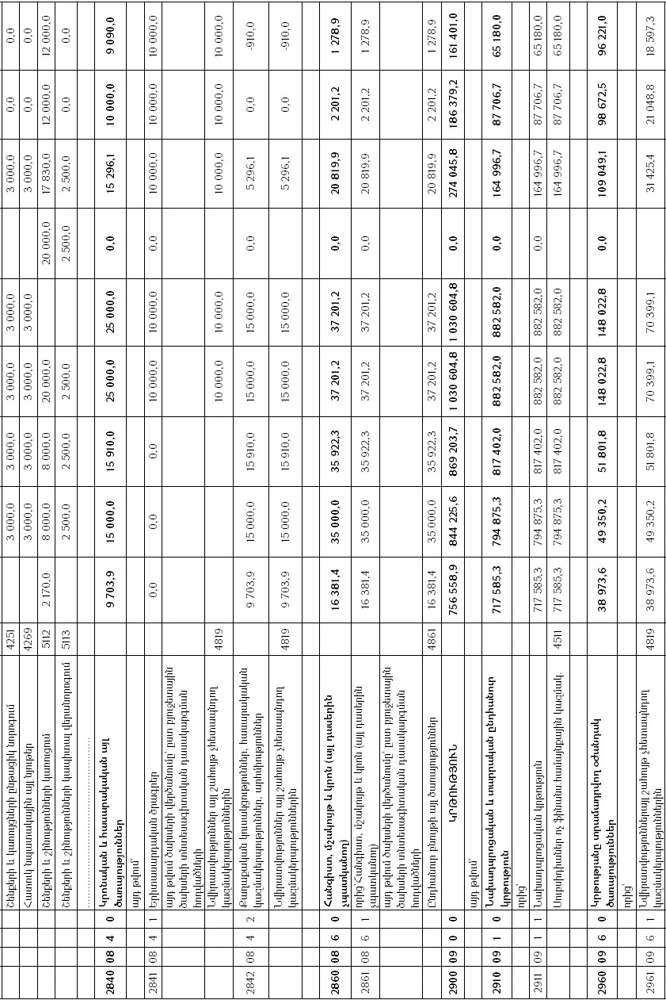 Շենքերի և կառույցների ընթացիկ նորոգում 4251 3 000,0 3 000,0 3 000,0 3 000,0 3 000,0 0,0 0,0
Հատուկ նպատակային այլ նյութեր 4269 3 000,0 3 000,0 3 000,0 3 000,0 3 000,0 0,0 0,0
Շենքերի և շինությունների կառուցում 5112 2 170,0 8 000,0 8 000,0 20 000,0 20 000,0 17 830,0 12 000,0 12 000,0
Շենքերի և շինությունների կապիտալ վերանորոգում 5113 2 500,0 2 500,0 2 500,0 2 500,0 2 500,0 0,0 0,0
........................................
2840 08 4 0 Կրոնական և հասարակական այլ
ծառայություններ 9 703,9 15 000,0 15 910,0 25 000,0 25 000,0 0,0 15 296,1 10 000,0 9 090,0
այդ թվում՝
2841 08 4 1 Երիտասարդական ծրագրեր 0,0 0,0 0,0 10 000,0 10 000,0 0,0 10 000,0 10 000,0 10 000,0
այդ թվում ծախսերի վերծանումը՝ ըստ բյուջետային
ծախսերի տնտեսագիտական դասակարգման
հոդվածների
Նվիրատվություններ այլ շահույթ չհետապնդող
կազմակերպություններին 4819 10 000,0 10 000,0 10 000,0 10 000,0 10 000,0
2842 08 4 2 Քաղաքական կուսակցություններ, հասարակական
կազմակերպություններ, արհմիություններ 9 703,9 15 000,0 15 910,0 15 000,0 15 000,0 0,0 5 296,1 0,0 -910,0
Նվիրատվություններ այլ շահույթ չհետապնդող
կազմակերպություններին 4819 9 703,9 15 000,0 15 910,0 15 000,0 15 000,0 5 296,1 0,0 -910,0
2860 08 6 0 Հանգիստ, մշակույթ և կրոն (այլ դասերին
չպատկանող) 16 381,4 35 000,0 35 922,3 37 201,2 37 201,2 0,0 20 819,9 2 201,2 1 278,9
2861 08 6 1 որից՝ Հանգիստ, մշակույթ և կրոն (այլ դասերին
չպատկանող) 16 381,4 35 000,0 35 922,3 37 201,2 37 201,2 0,0 20 819,9 2 201,2 1 278,9
այդ թվում ծախսերի վերծանումը՝ ըստ բյուջետային
ծախսերի տնտեսագիտական դասակարգման
հոդվածների
Ընդհանուր բնույթի այլ ծառայություններ 4861 16 381,4 35 000,0 35 922,3 37 201,2 37 201,2 20 819,9 2 201,2 1 278,9
2900 09 0 0 ԿՐԹՈՒԹՅՈՒՆ 756 558,9 844 225,6 869 203,7 1 030 604,8 1 030 604,8 0,0 274 045,8 186 379,2 161 401,0
այդ թվում՝
2910 09 1 0 Նախադպրոցական և տարրական ընդհանուր
կրթություն 717 585,3 794 875,3 817 402,0 882 582,0 882 582,0 0,0 164 996,7 87 706,7 65 180,0
որից՝
2911 09 1 1 Նախադպրոցական կրթություն 717 585,3 794 875,3 817 402,0 882 582,0 882 582,0 0,0 164 996,7 87 706,7 65 180,0
Սուբսիդիաներ ոչ ֆինանս.համայնքային կազմակ. 4511 717 585,3 794 875,3 817 402,0 882 582,0 882 582,0 164 996,7 87 706,7 65 180,0
2960 09 6 0 Կրթությանը տրամադրվող օժանդակ
ծառայություններ 38 973,6 49 350,2 51 801,8 148 022,8 148 022,8 0,0 109 049,1 98 672,5 96 221,0
որից՝
2961 09 6 1 Նվիրատվություններայլ շահույթ չհետապնդող
կազմակերպություններին 4819 38 973,6 49 350,2 51 801,8 70 399,1 70 399,1 31 425,4 21 048,8 18 597,3